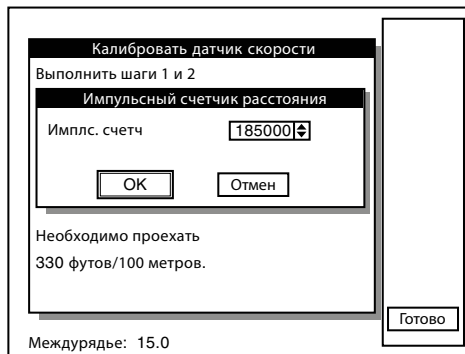 Калибровать датчик скорости
Выполнить шаги 1 и 2
Импульсный счетчик расстояния
Имплс. счетч 185000
OK Отмен
Необходимо проехать
330 футов/100 метров.
Готово
Междурядье: 15.0